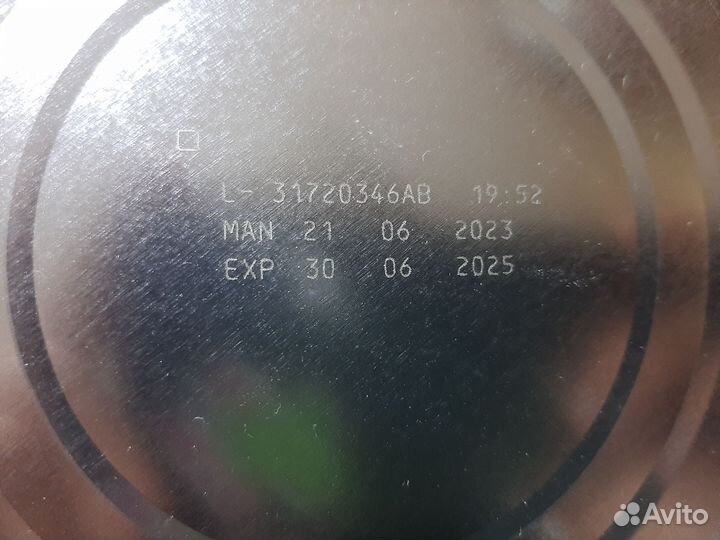 L- 31720346AB 19:52
MAN 21 06 2023
EXP 30 06 2025
Avito